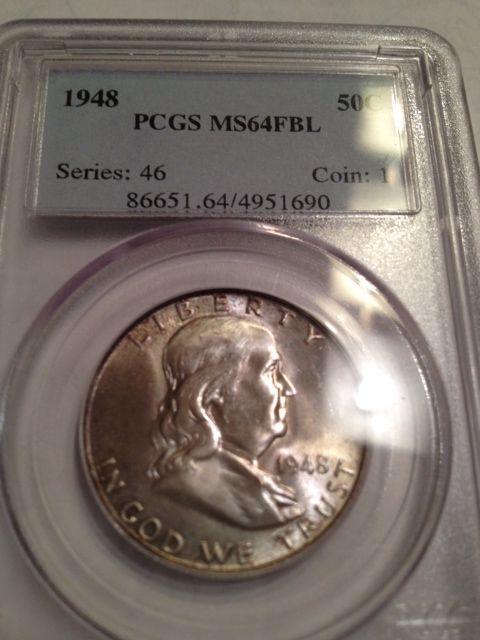 1948 50C
PCGS MS64FBL
Series: 46 Coin: 1
86651.64/4951690
LIBERTY
1948
IN GOD WE TRUST